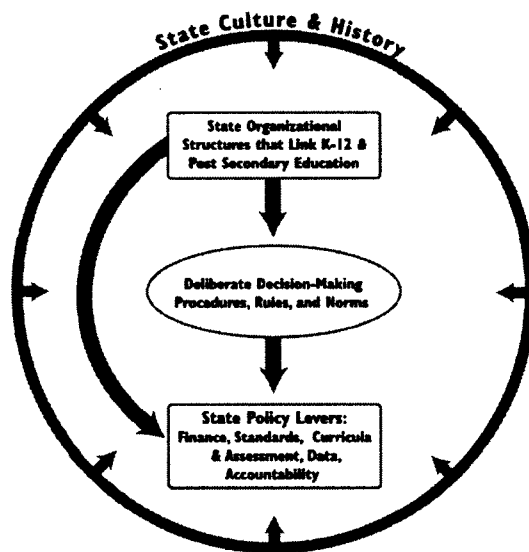 State Culture & History
State Organizational
Structures that Link K-12 &
Post Secondary Education
Deliberate Decision-Making
Procedures, Rules, and Norms
State Policy Levers:
Finance, Standards, Curricula
& Assessment, Data,
Accountability